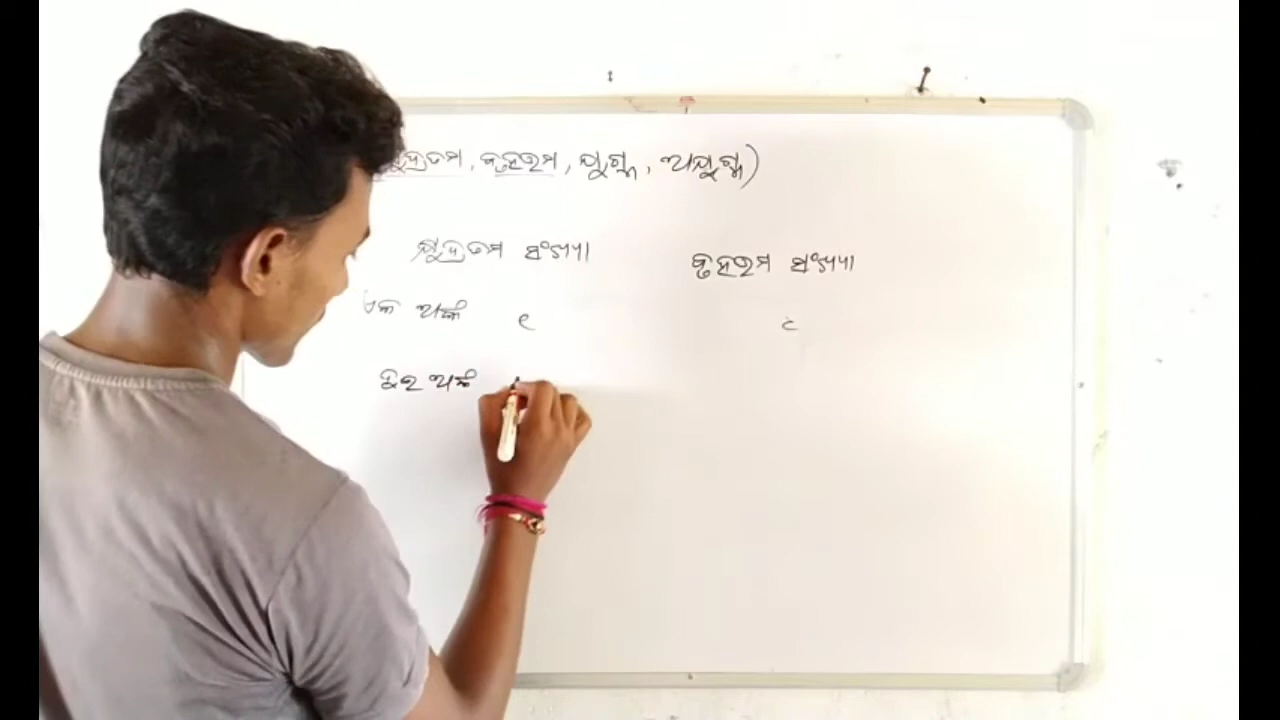 କ୍ଷୁଦ୍ରତମ, ବୃହତ୍ତମ, ଯୁଗ୍ମ, ଅଯୁଗ୍ମ)
କ୍ଷୁଦ୍ରତମ ସଂଖ୍ୟା ବୃହତ୍ତମ ସଂଖ୍ୟା
ଏକ ଅଙ୍କ ୧ ୯
ଦୁଇ ଅଙ୍କ